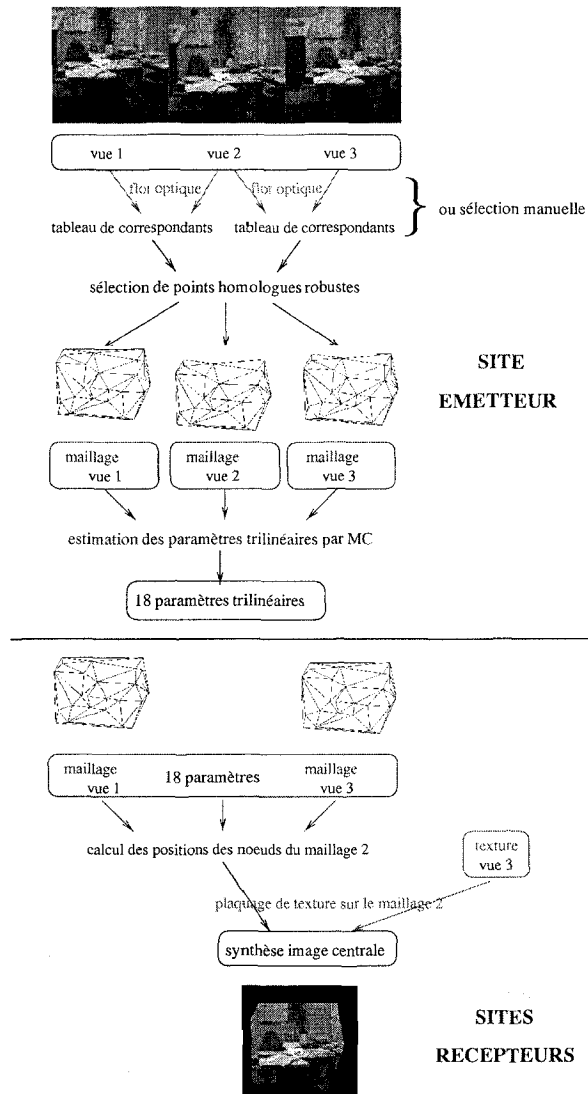 vue 1 vue 2 vue 3
flot optique flot optique
ou sélection manuelle
tableau de correspondants tableau de correspondants
sélection de points homologues robustes
SITE
EMETTEUR
maillage maillage maillage
vue 1 vue 2 vue 3
estimation des paramètres trilinéaires par MC
18 paramètres trilinéaires
maillage 18 paramètres maillage
vue 1 vue 3
calcul des positions des noeuds du maillage 2
texture
vue 3
plaquage de texture sur le maillage 2
synthèse image centrale
SITES
RECEPTEURS